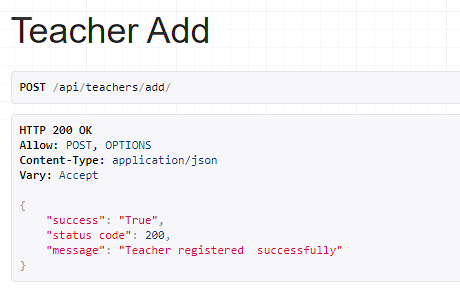 Teacher Add
POST /api/teachers/add/
HTTP 200 OK
Allow: POST, OPTIONS
Content-Type: application/json
Vary: Accept
{
    "success": "True",
    "status code": 200,
    "message": "Teacher registered  successfully"
}